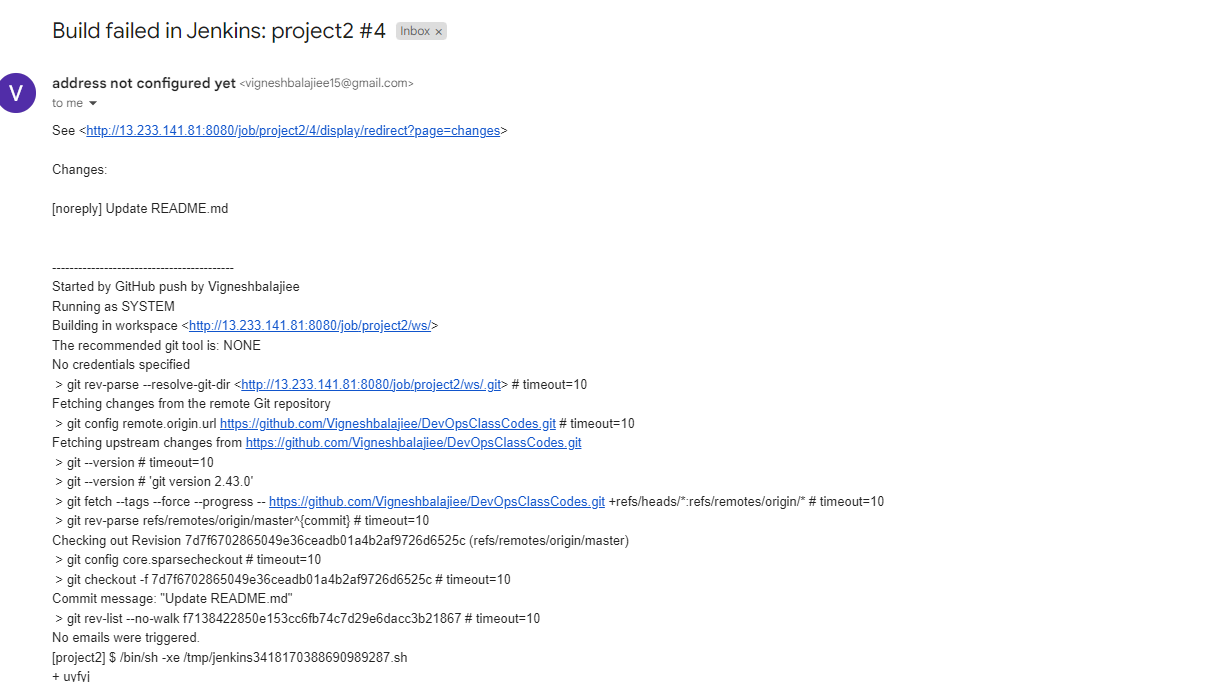 Build failed in Jenkins: project2 #4 Inbox ×
V
address not configured yet <vigneshbalajiee15@gmail.com>
to me
See <http://13.233.141.81:8080/job/project2/4/display/redirect?page=changes>
Changes:
[noreply] Update README.md
------------------------------------------
Started by GitHub push by Vigneshbalajiee
Running as SYSTEM
Building in workspace <http://13.233.141.81:8080/job/project2/ws/>
The recommended git tool is: NONE
No credentials specified
> git rev-parse --resolve-git-dir <http://13.233.141.81:8080/job/project2/ws/.git> # timeout=10
Fetching changes from the remote Git repository
> git config remote.origin.url https://github.com/Vigneshbalajiee/DevOpsClassCodes.git # timeout=10
Fetching upstream changes from https://github.com/Vigneshbalajiee/DevOpsClassCodes.git
> git --version # timeout=10
> git --version # 'git version 2.43.0'
> git fetch --tags --force --progress -- https://github.com/Vigneshbalajiee/DevOpsClassCodes.git +refs/heads/*:refs/remotes/origin/* # timeout=10
> git rev-parse refs/remotes/origin/master^{commit} # timeout=10
Checking out Revision 7d7f6702865049e36ceadb01a4b2af9726d6525c (refs/remotes/origin/master)
> git config core.sparsecheckout # timeout=10
> git checkout -f 7d7f6702865049e36ceadb01a4b2af9726d6525c # timeout=10
Commit message: "Update README.md"
> git rev-list --no-walk f7138422850e153cc6fb74c7d29e6dacc3b21867 # timeout=10
No emails were triggered.
[project2] $ /bin/sh -xe /tmp/jenkins3418170388690989287.sh
+ uyfyj